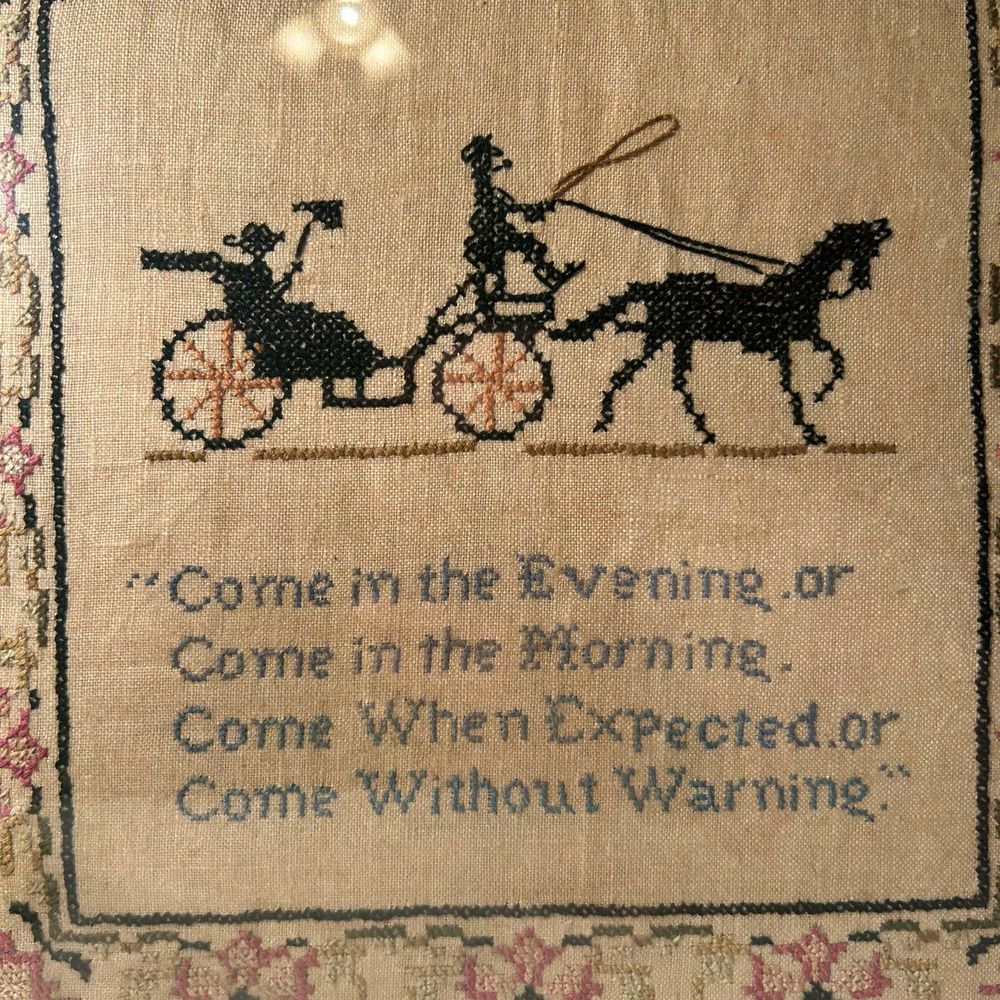 "Come in the Evening.or
Come in the Morning.
Come When Expected.or
Come Without Warning."